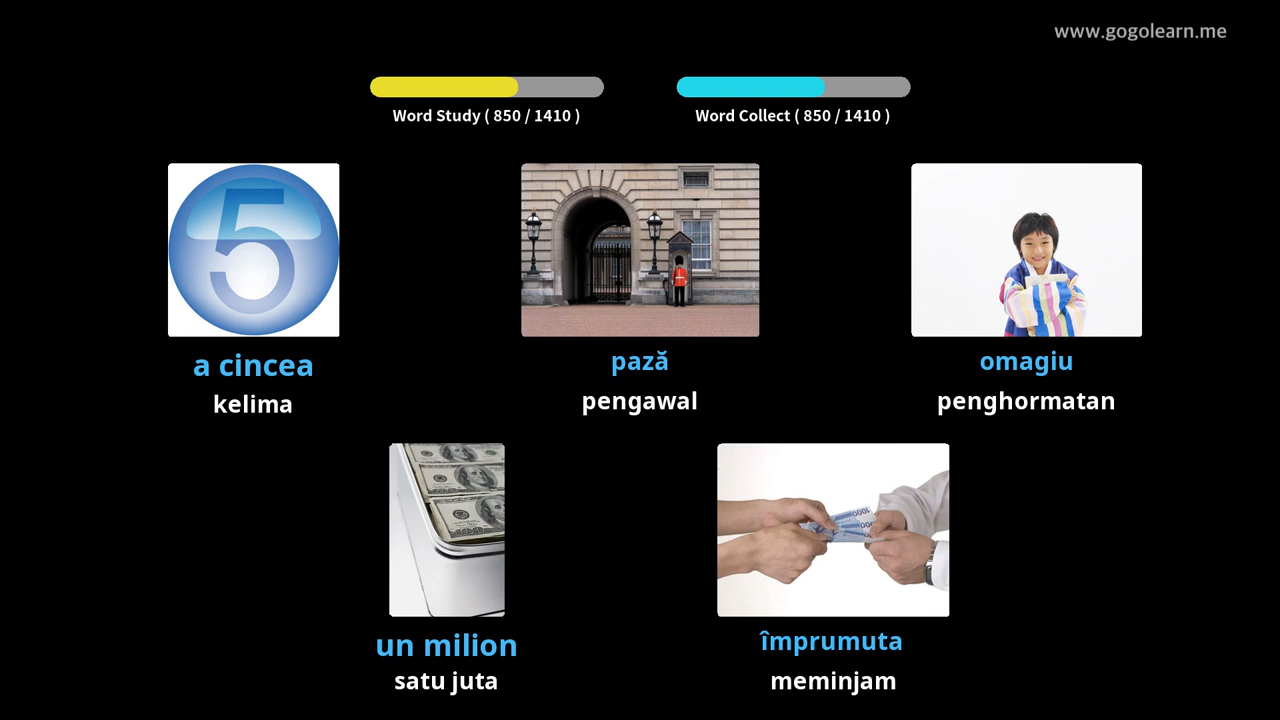 www.gogolearn.me
Word Study ( 850 / 1410 )
Word Collect ( 850 / 1410 )
5
a cincea
kelima
pază
pengawal
omagiu
penghormatan
1000
un milion
satu juta
împrumuta
meminjam